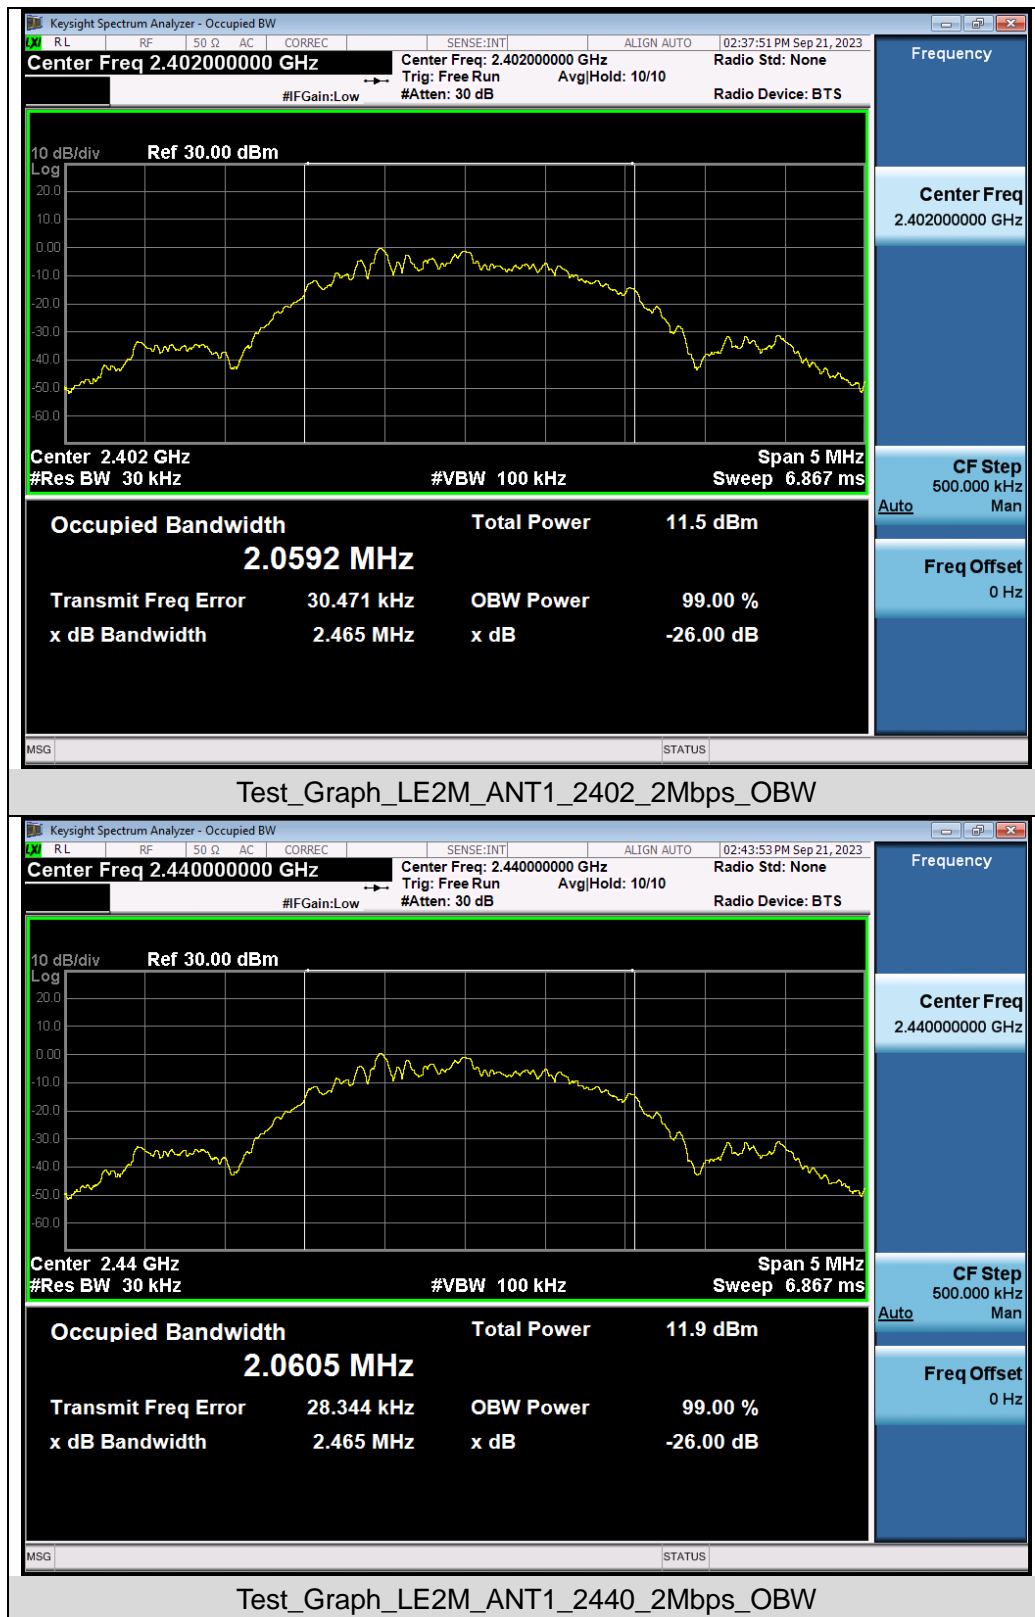 Keysight Spectrum Analyzer - Occupied BW
LXI RL RF 50 Ω AC CORREC SENSE:INT ALIGN AUTO 02:37:51 PM Sep 21, 2023
Center Freq 2.402000000 GHz
Center Freq: 2.402000000 GHz
Radio Std: None
Trig: Free Run Avg|Hold: 10/10
#IFGain:Low
#Atten: 30 dB
Radio Device: BTS
10 dB/div Ref 30.00 dBm
Log
20.0
10.0
0.00
-10.0
-20.0
-30.0
-40.0
-50.0
-60.0
Center 2.402 GHz
Span 5 MHz
#Res BW 30 kHz
#VBW 100 kHz
Sweep 6.867 ms
Occupied Bandwidth
Total Power 11.5 dBm
2.0592 MHz
Transmit Freq Error 30.471 kHz OBW Power 99.00 %
x dB Bandwidth 2.465 MHz x dB -26.00 dB
Frequency
Center Freq
2.402000000 GHz
CF Step
500.000 kHz
Auto Man
Freq Offset
0 Hz
MSG STATUS
Test_Graph_LE2M_ANT1_2402_2Mbps_OBW
Keysight Spectrum Analyzer - Occupied BW
LXI RL RF 50 Ω AC CORREC SENSE:INT ALIGN AUTO 02:43:53 PM Sep 21, 2023
Center Freq 2.440000000 GHz
Center Freq: 2.440000000 GHz
Radio Std: None
Trig: Free Run Avg|Hold: 10/10
#IFGain:Low
#Atten: 30 dB
Radio Device: BTS
10 dB/div Ref 30.00 dBm
Log
20.0
10.0
0.00
-10.0
-20.0
-30.0
-40.0
-50.0
-60.0
Center 2.44 GHz
Span 5 MHz
#Res BW 30 kHz
#VBW 100 kHz
Sweep 6.867 ms
Occupied Bandwidth
Total Power 11.9 dBm
2.0605 MHz
Transmit Freq Error 28.344 kHz OBW Power 99.00 %
x dB Bandwidth 2.465 MHz x dB -26.00 dB
Frequency
Center Freq
2.440000000 GHz
CF Step
500.000 kHz
Auto Man
Freq Offset
0 Hz
MSG STATUS
Test_Graph_LE2M_ANT1_2440_2Mbps_OBW